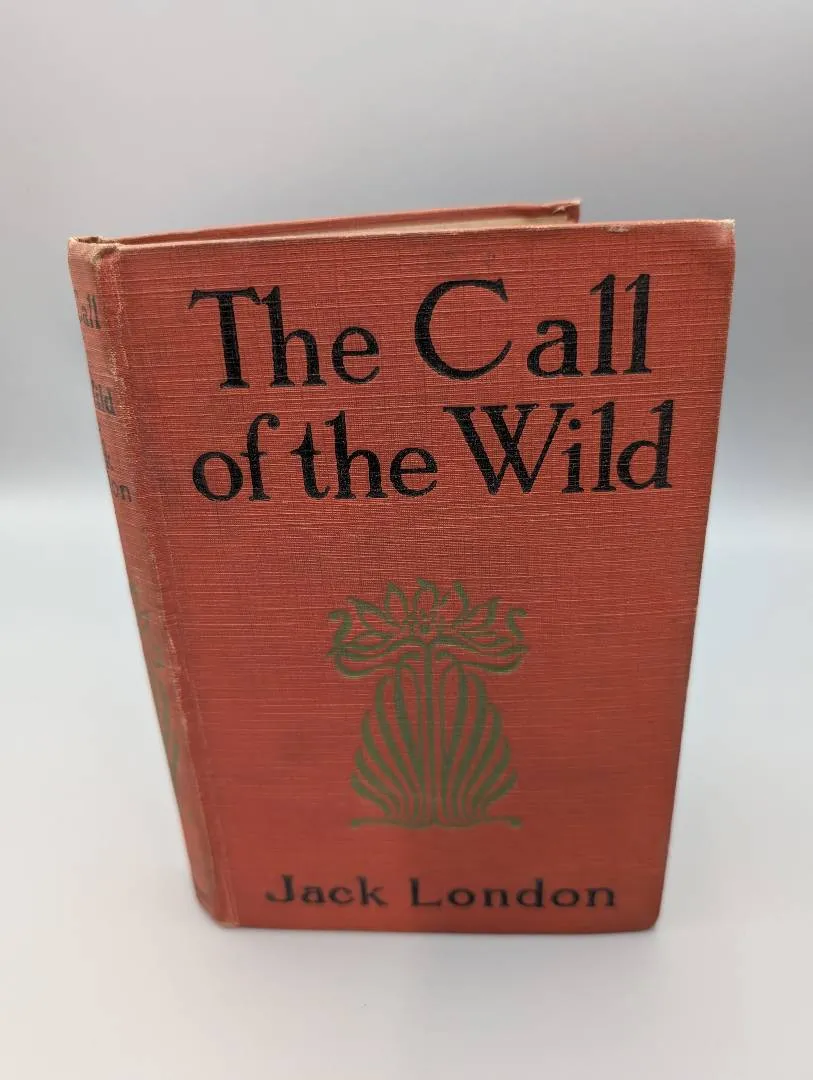 The Call
of the Wild
Jack London